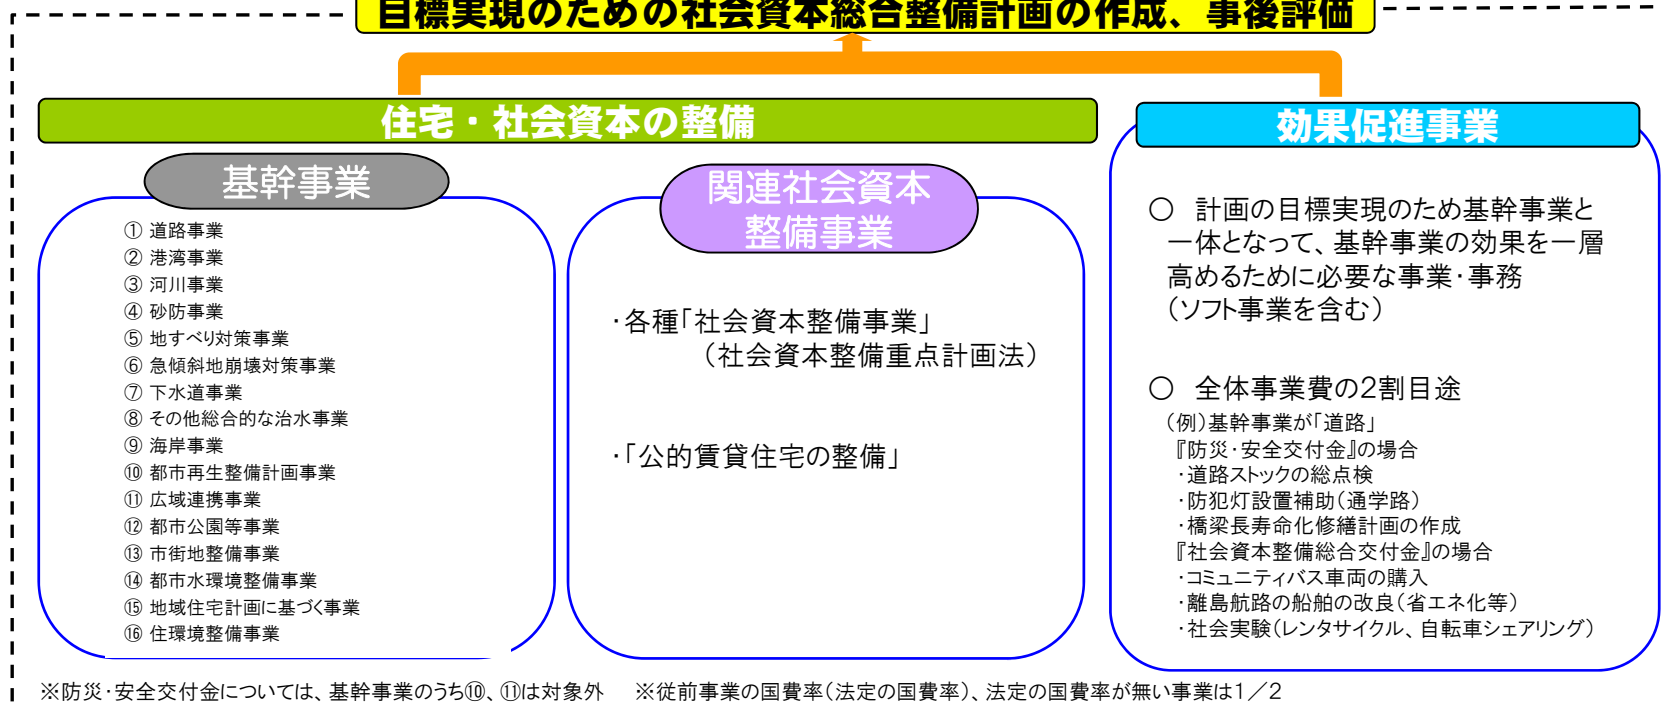 目標実現のための社会資本総合整備計画の作成、事後評価
住宅・社会資本の整備
基幹事業
① 道路事業
② 港湾事業
③ 河川事業
④ 砂防事業
⑤ 地すべり対策事業
⑥ 急傾斜地崩壊対策事業
⑦ 下水道事業
⑧ その他総合的な治水事業
⑨ 海岸事業
⑩ 都市再生整備計画事業
⑪ 広域連携事業
⑫ 都市公園等事業
⑬ 市街地整備事業
⑭ 都市水環境整備事業
⑮ 地域住宅計画に基づく事業
⑯ 住環境整備事業
関連社会資本
整備事業
・各種「社会資本整備事業」
（社会資本整備重点計画法）
・「公的賃貸住宅の整備」
効果促進事業
○ 計画の目標実現のため基幹事業と
一体となって、基幹事業の効果を一層
高めるために必要な事業・事務
（ソフト事業を含む）
○ 全体事業費の2割目途
（例）基幹事業が「道路」
『防災・安全交付金』の場合
・道路ストックの総点検
・防犯灯設置補助（通学路）
・橋梁長寿命化修繕計画の作成
『社会資本整備総合交付金』の場合
・コミュニティバス車両の購入
・離島航路の船舶の改良（省エネ化等）
・社会実験（レンタサイクル、自転車シェアリング）
※防災・安全交付金については、基幹事業のうち⑩、⑪は対象外 ※従前事業の国費率（法定の国費率）、法定の国費率が無い事業は1／2